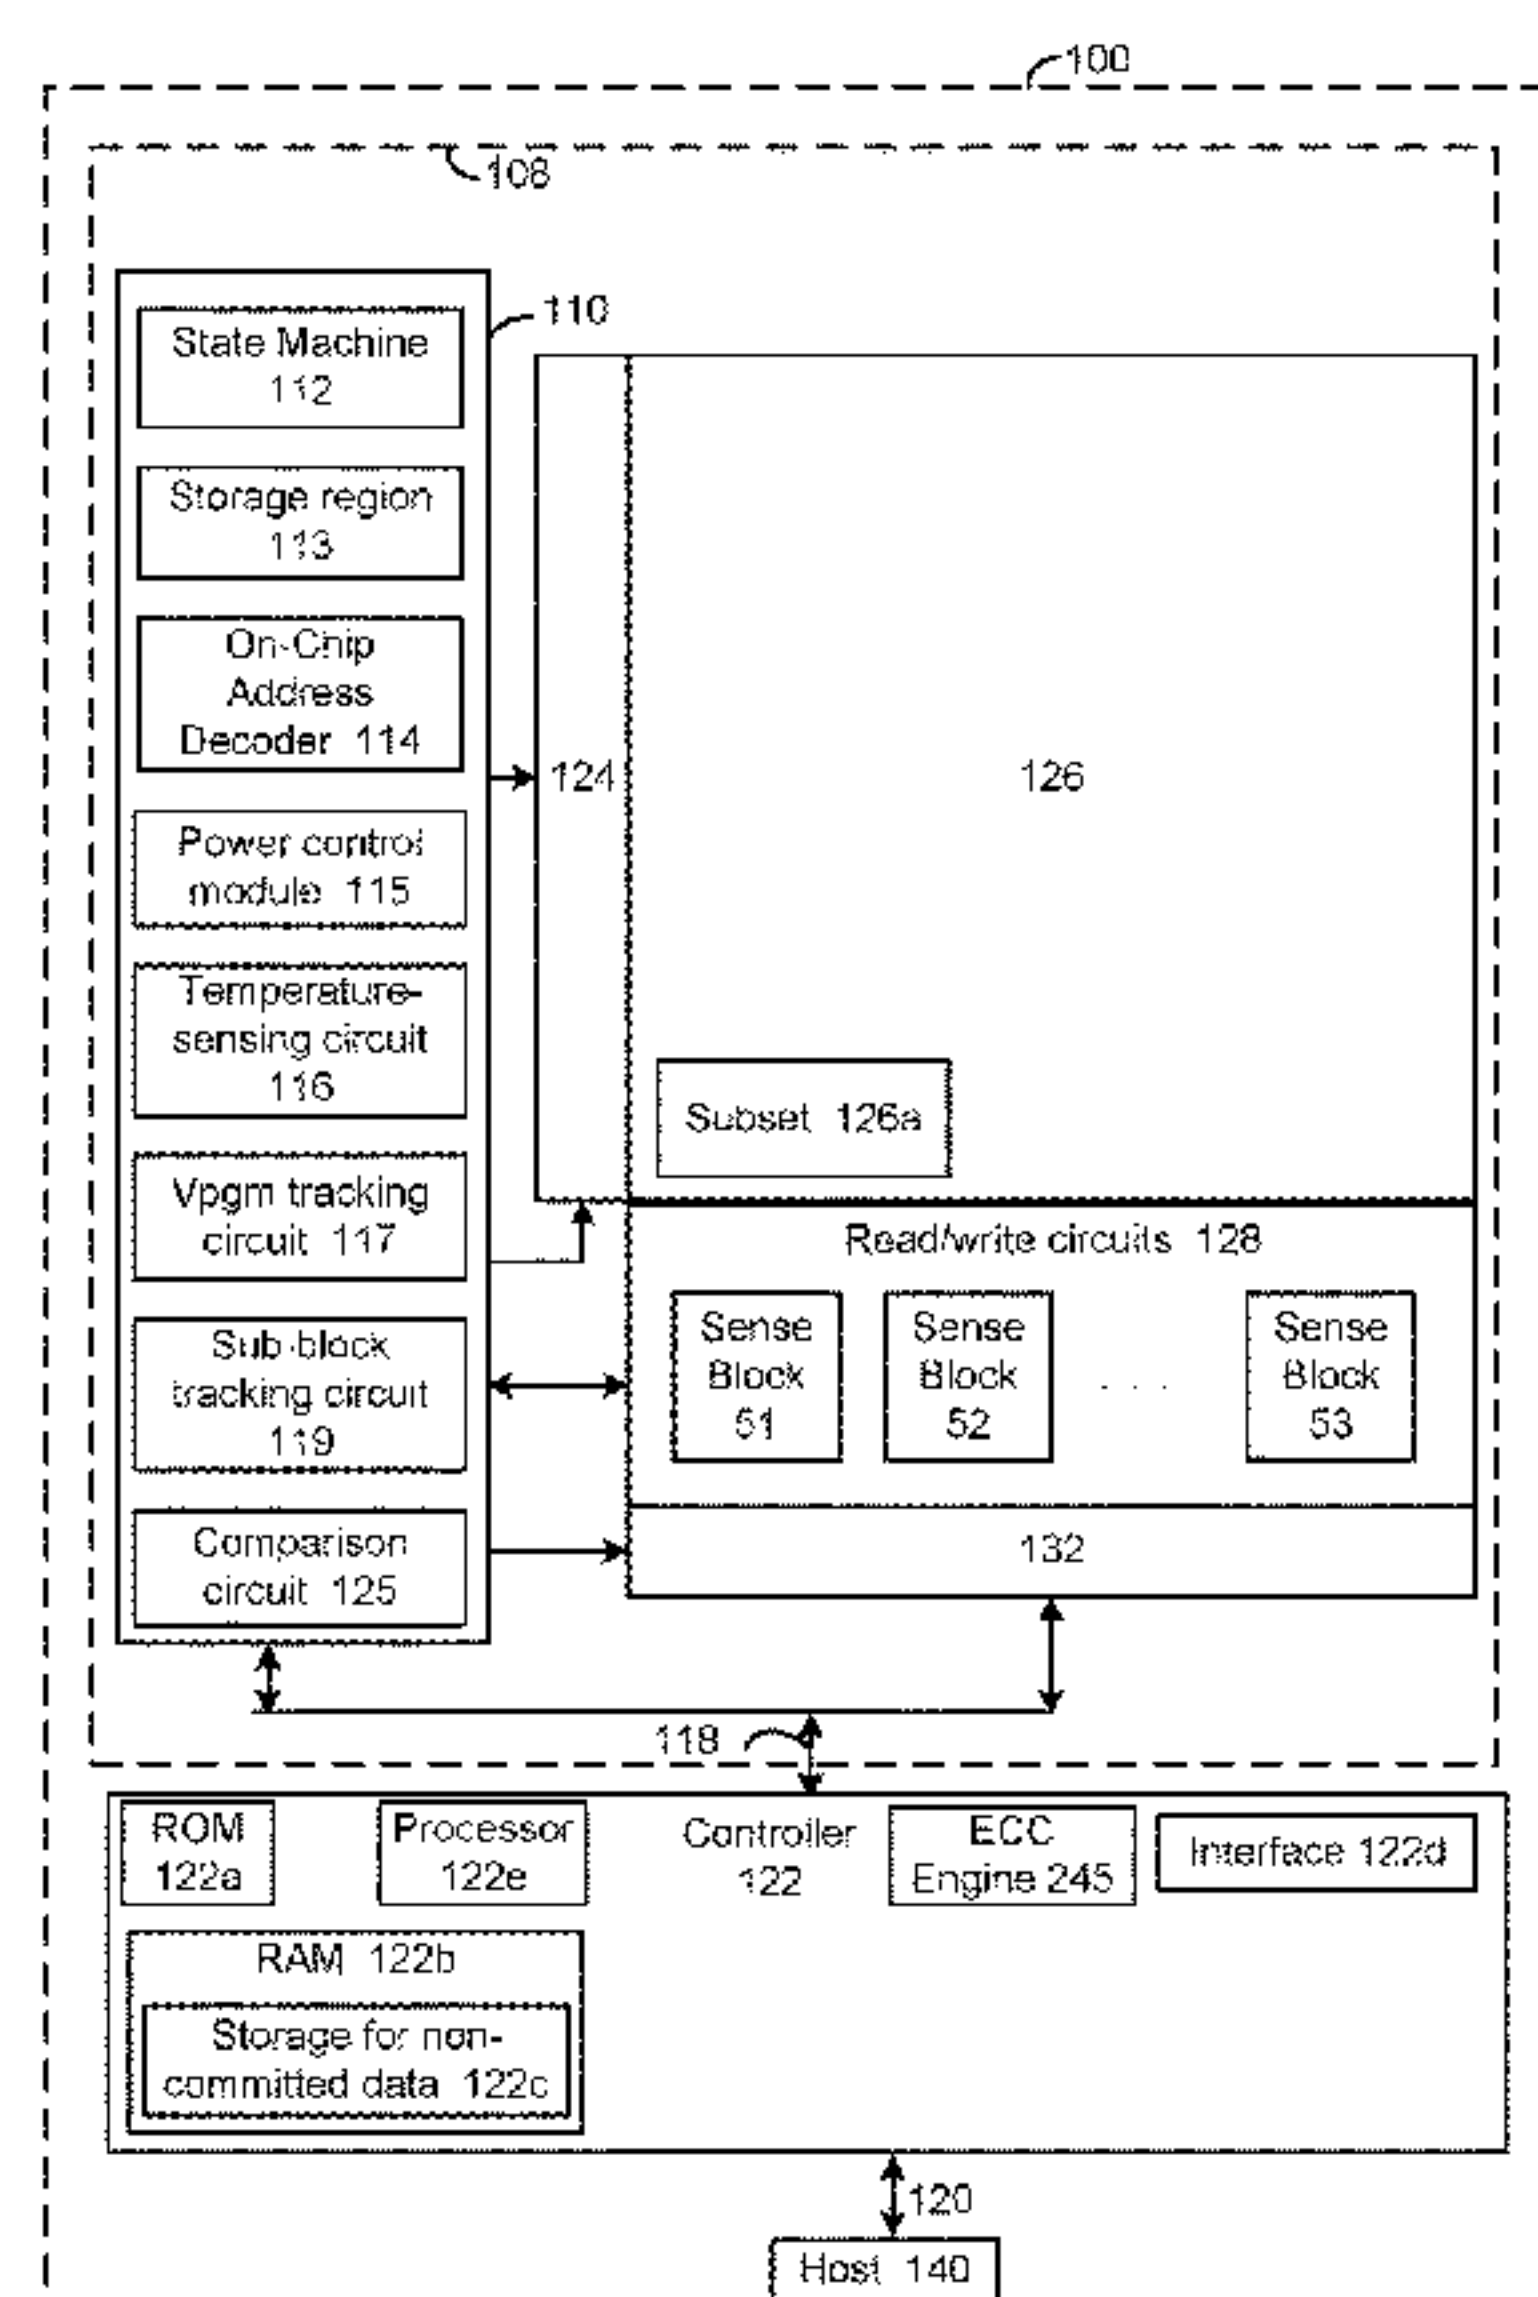 100
108
110
State Machine
112
Storage region
113
On-Chip
Address
Decoder 114
Power control
module 115
Temperature-
sensing circuit
116
Vpgm tracking
circuit 117
Sub-block
tracking circuit
119
Comparison
circuit 125
124
126
Subset 126a
Read/write circuits 128
Sense
Block
51
Sense
Block
52
. . .
Sense
Block
53
132
118
ROM
122a
Processor
122e
Controller
122
ECC
Engine 245
Interface 122d
RAM 122b
Storage for non-
committed data 122c
120
Host 140